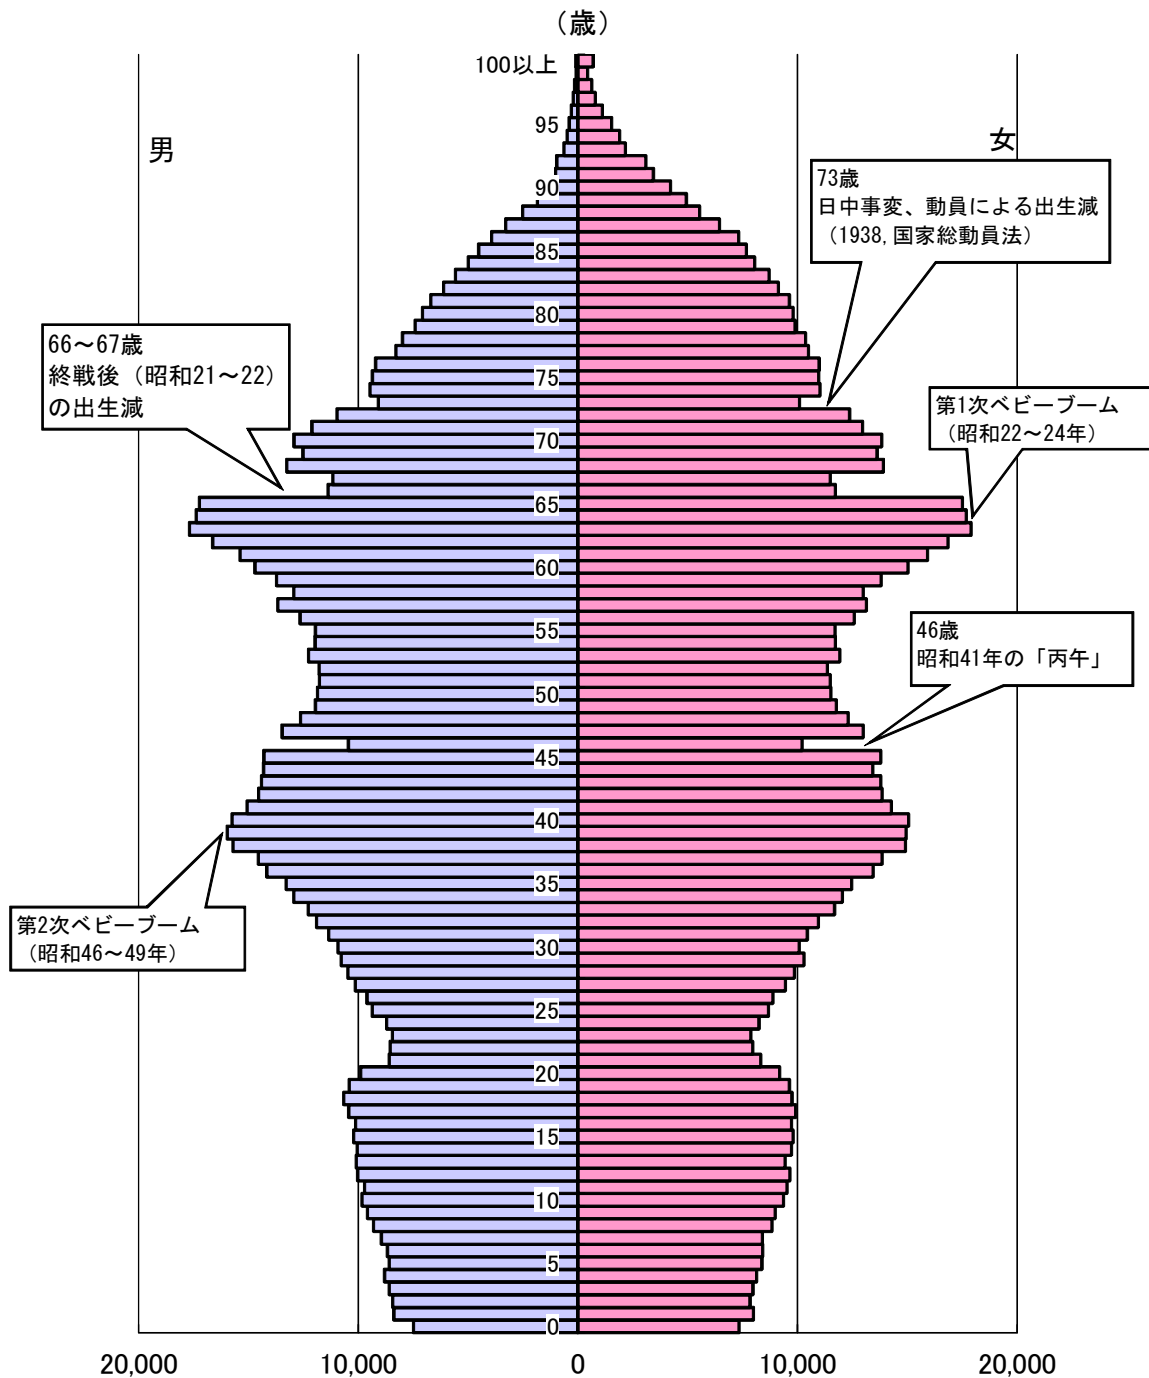 （歳）
100以上
95
男
女
90
73歳
日中事変、動員による出生減
（1938,国家総動員法）
85
80
66～67歳
終戦後（昭和21～22）
の出生減
75
第1次ベビーブーム
（昭和22～24年）
70
65
60
55
46歳
昭和41年の「丙午」
50
45
40
35
第2次ベビーブーム
（昭和46～49年）
30
25
20
15
10
5
0
20,000 10,000 0 10,000 20,000